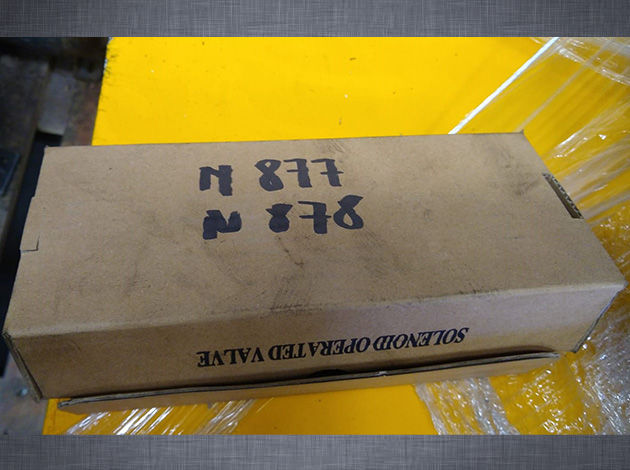 N 877
N 878
SOLENOID OPERATED VALVE